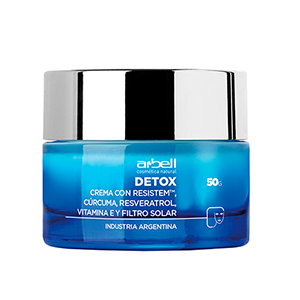 arbell
cosmética natural
DETOX
CREMA CON RESISTEM™,
CÚRCUMA, RESVERATROL,
VITAMINA E Y FILTRO SOLAR
50G
INDUSTRIA ARGENTINA